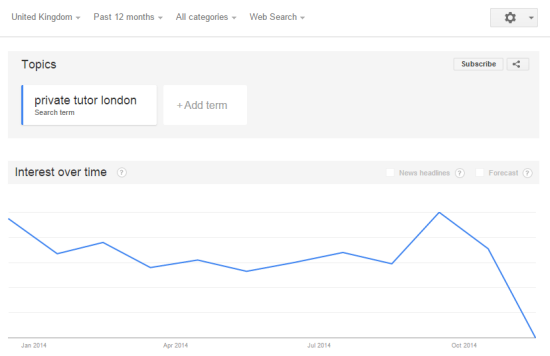 United Kingdom Past 12 months All categories Web Search
Topics Subscribe
private tutor london
Search term
+Add term
Interest over time ? News headlines ? Forecast ?
Jan 2014 Apr 2014 Jul 2014 Oct 2014